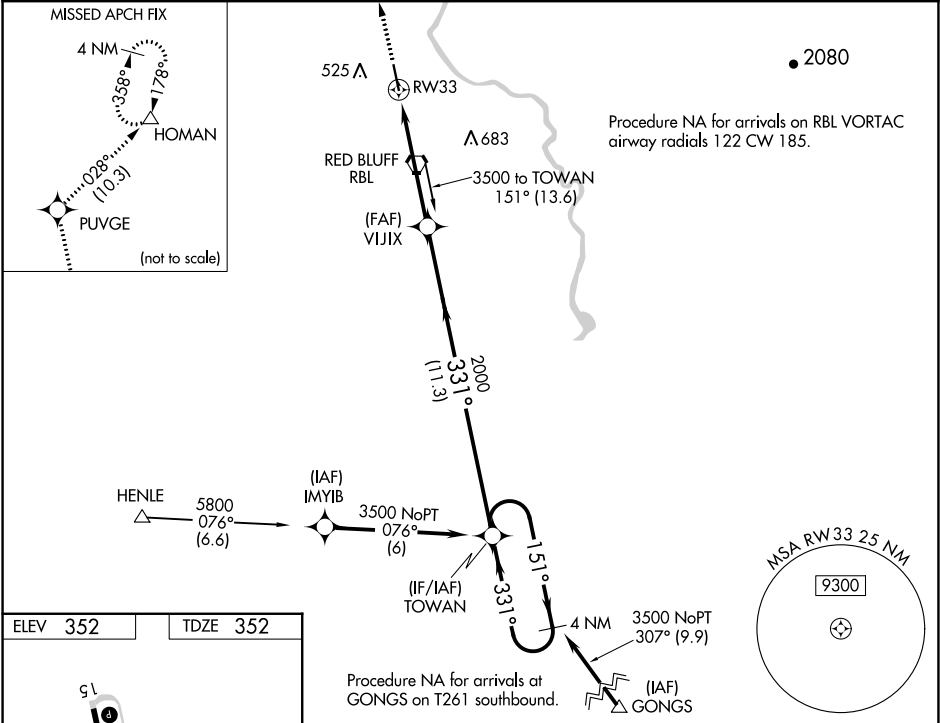 MISSED APCH FIX
4 NM
358°
178°
HOMAN
028°
(10.3)
PUVGE
(not to scale)
525
RW33
2080
Procedure NA for arrivals on RBL VORTAC
airway radials 122 CW 185.
683
RED BLUFF
RBL
3500 to TOWAN
151° (13.6)
(FAF)
VIJIX
2000
331°
(11.3)
HENLE
5800
076°
(6.6)
(IAF)
IMYIB
3500 NoPT
076°
(6)
(IF/IAF)
TOWAN
151°
331°
4 NM
3500 NoPT
307° (9.9)
(IAF)
GONGS
Procedure NA for arrivals at
GONGS on T261 southbound.
MSA RW33 25 NM
9300
ELEV 352
TDZE 352
15
P